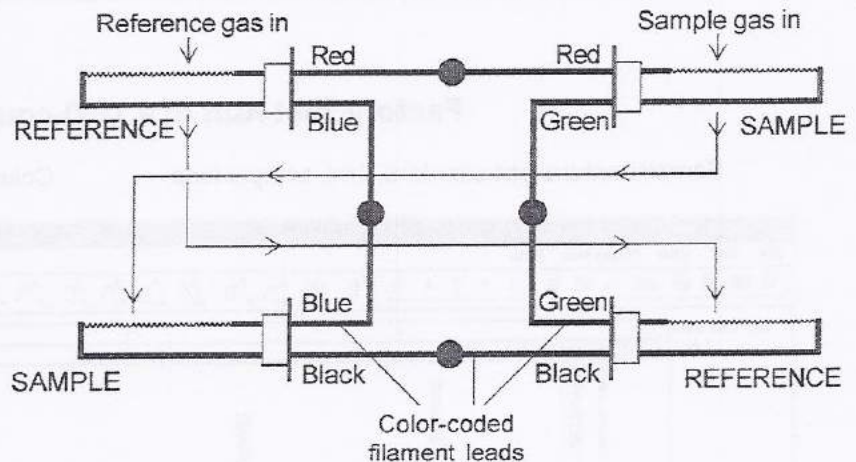 Reference gas in
Sample gas in
Red
Red
Blue
Green
REFERENCE
SAMPLE
Blue
Green
Black
Black
SAMPLE
REFERENCE
Color-coded
filament leads